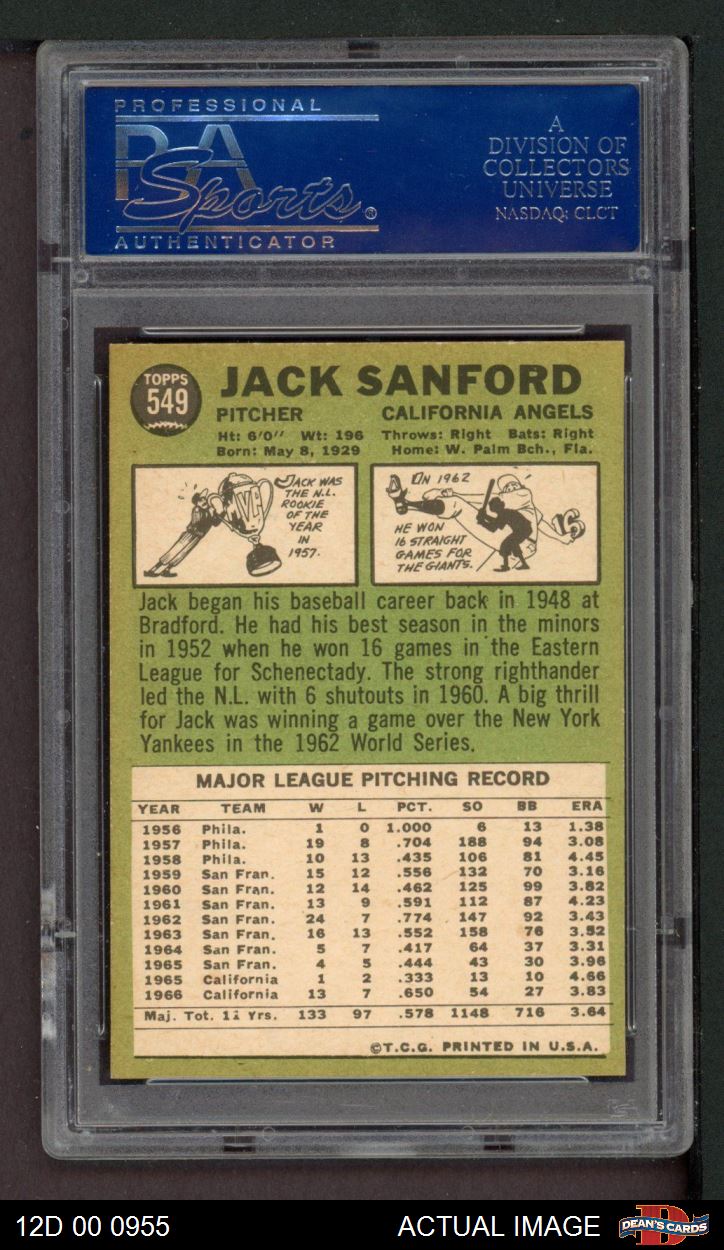 PROFESSIONAL
PSA
Sports®
AUTHENTICATOR
A
DIVISION OF
COLLECTORS
UNIVERSE
NASDAQ: CLCT
TOPPS
549
JACK SANFORD
PITCHER CALIFORNIA ANGELS
Ht: 6'0'' Wt: 196 Throws: Right Bats: Right
Born: May 8, 1929 Home: W. Palm Bch., Fla.
JACK WAS
THE N.L.
ROOKIE
OF THE
YEAR
IN
1957.
MVP
IN 1962
HE WON
16 STRAIGHT
GAMES FOR
THE GIANTS.
Jack began his baseball career back in 1948 at
Bradford. He had his best season in the minors
in 1952 when he won 16 games in the Eastern
League for Schenectady. The strong righthander
led the N.L. with 6 shutouts in 1960. A big thrill
for Jack was winning a game over the New York
Yankees in the 1962 World Series.
MAJOR LEAGUE PITCHING RECORD
YEAR TEAM W L PCT. SO BB ERA
1956 Phila. 1 0 1.000 6 13 1.38
1957 Phila. 19 8 .704 188 94 3.08
1958 Phila. 10 13 .435 106 81 4.45
1959 San Fran. 15 12 .556 132 70 3.16
1960 San Fran. 12 14 .462 125 99 3.82
1961 San Fran. 13 9 .591 112 87 4.23
1962 San Fran. 24 7 .774 147 92 3.43
1963 San Fran. 16 13 .552 158 76 3.52
1964 San Fran. 5 7 .417 64 37 3.31
1965 San Fran. 4 5 .444 43 30 3.96
1965 California 1 2 .333 13 10 4.66
1966 California 13 7 .650 54 27 3.83
Maj. Tot. 11 Yrs. 133 97 .578 1148 716 3.64
©T.C.G. PRINTED IN U.S.A.
12D 00 0955 ACTUAL IMAGE
DEAN'S CARDS